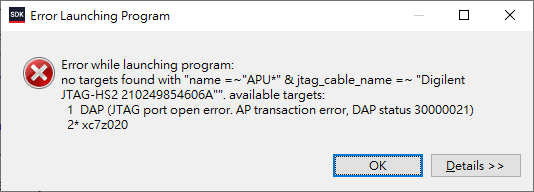 SDK Error Launching Program
Error while launching program:
no targets found with "name =~"APU*" & jtag_cable_name =~ "Digilent
JTAG-HS2 210249854606A"". available targets:
1 DAP (JTAG port open error. AP transaction error, DAP status 30000021)
2* xc7z020
OK
Details >>